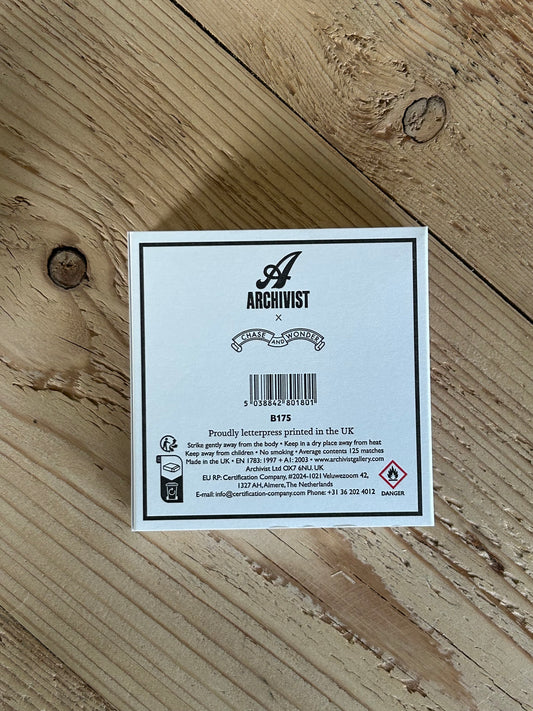 A
ARCHIVIST
×
CHASE AND WONDER
5 038842 801801
B175
Proudly letterpress printed in the UK
Strike gently away from the body • Keep in a dry place away from heat
Keep away from children • No smoking • Average contents 125 matches
Made in the UK • EN 1783: 1997 + A1: 2003 • www.archivistgallery.com
Archivist Ltd OX7 6NU. UK
EU RP: Certification Company, #2024-1021 Veluwezoom 42,
1327 AH, Almere, The Netherlands
E-mail: info@certification-company.com Phone: +31 36 202 4012
DANGER